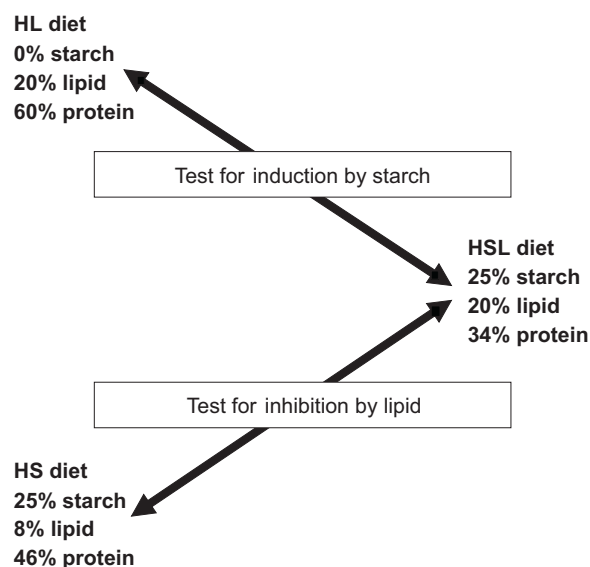 HL diet
0% starch
20% lipid
60% protein
Test for induction by starch
HSL diet
25% starch
20% lipid
34% protein
Test for inhibition by lipid
HS diet
25% starch
8% lipid
46% protein